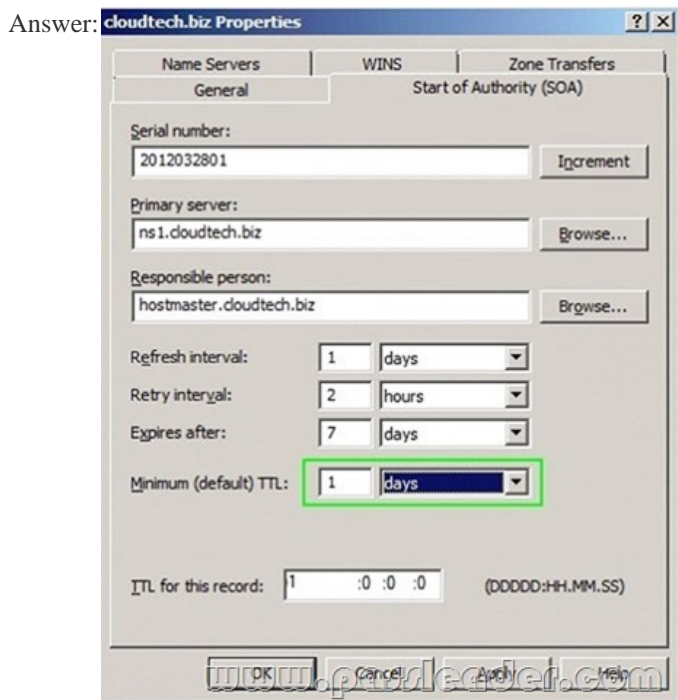 Answer:
cloudtech.biz Properties
Name Servers WINS Zone Transfers
General Start of Authority (SOA)
Serial number:
2012032801 Increment
Primary server:
ns1.cloudtech.biz Browse...
Responsible person:
hostmaster.cloudtech.biz Browse...
Refresh interval: 1 days
Retry interval: 2 hours
Expires after: 7 days
Minimum (default) TTL: 1 days
TTL for this record: 1 :0 :0 :0 (DDDDD:HH.MM.SS)
OK Cancel Apply Help
www.passleader.com